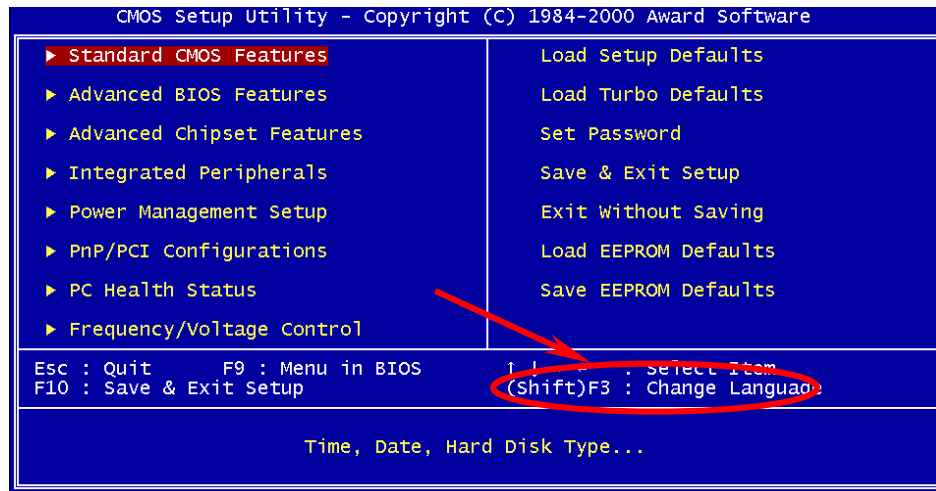 CMOS Setup Utility - Copyright (C) 1984-2000 Award Software
▶ Standard CMOS Features
▶ Advanced BIOS Features
▶ Advanced Chipset Features
▶ Integrated Peripherals
▶ Power Management Setup
▶ PnP/PCI Configurations
▶ PC Health Status
▶ Frequency/Voltage Control
Load Setup Defaults
Load Turbo Defaults
Set Password
Save & Exit Setup
Exit Without Saving
Load EEPROM Defaults
Save EEPROM Defaults
Esc : Quit F9 : Menu in BIOS
F10 : Save & Exit Setup
↑ ↓ : Select Item
(Shift)F3 : Change Language
Time, Date, Hard Disk Type...